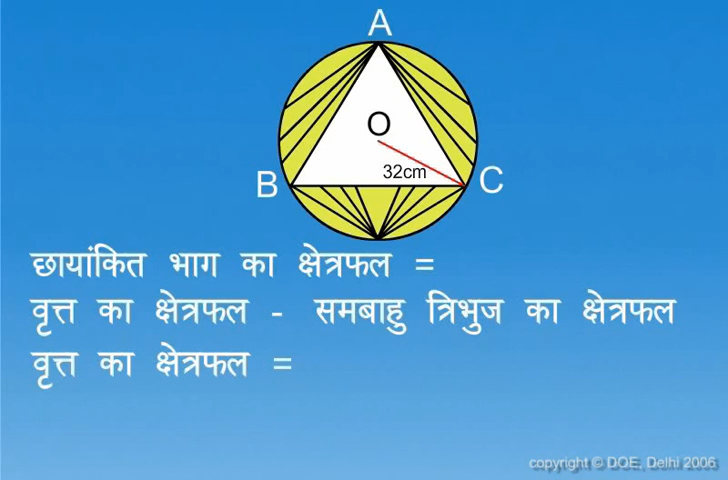 A
O
32cm
B
C
छायांकित भाग का क्षेत्रफल =
वृत्त का क्षेत्रफल - समबाहु त्रिभुज का क्षेत्रफल
वृत्त का क्षेत्रफल =
copyright © DOE, Delhi 2006